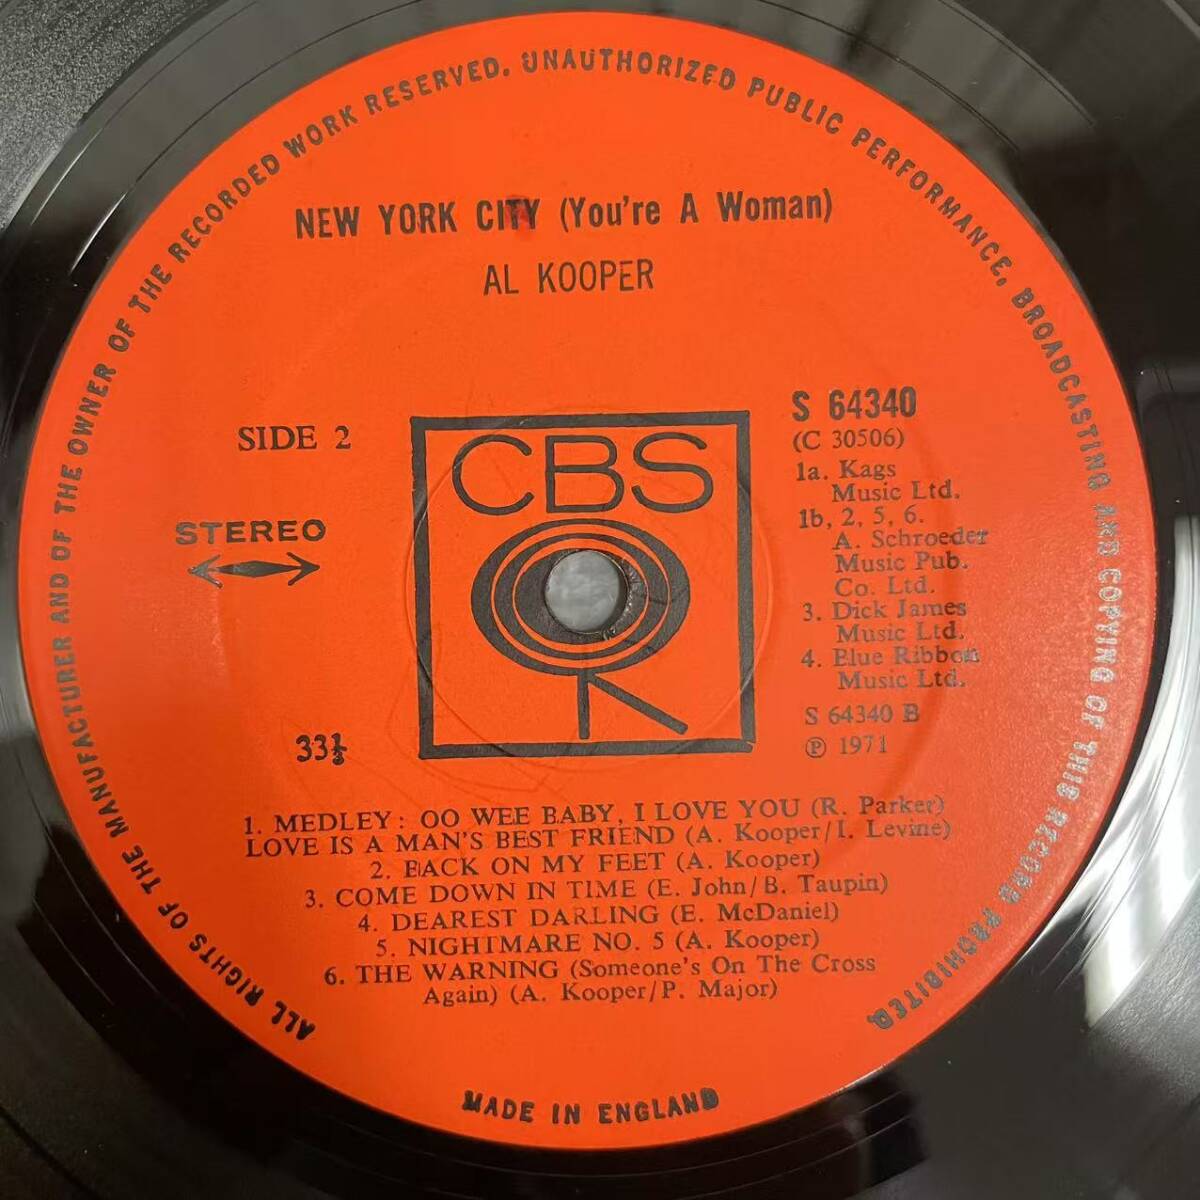 ALL RIGHTS OF THE MANUFACTURER AND OF THE OWNER OF THE RECORDED WORK RESERVED. UNAUTHORIZED PUBLIC PERFORMANCE, BROADCASTING AND COPYING OF THIS RECORD PROHIBITED.
NEW YORK CITY (You're A Woman)
AL KOOPER
SIDE 2
STEREO
33⅓
CBS
S 64340
(C 30506)
1a. Kags
Music Ltd.
1b, 2, 5, 6.
A. Schroeder
Music Pub.
Co. Ltd.
3. Dick James
Music Ltd.
4. Blue Ribbon
Music Ltd.
S 64340 B
℗ 1971
1. MEDLEY: OO WEE BABY, I LOVE YOU (R. Parker)
LOVE IS A MAN'S BEST FRIEND (A. Kooper/I. Levine)
2. BACK ON MY FEET (A. Kooper)
3. COME DOWN IN TIME (E. John/B. Taupin)
4. DEAREST DARLING (E. McDaniel)
5. NIGHTMARE NO. 5 (A. Kooper)
6. THE WARNING (Someone's On The Cross
Again) (A. Kooper/P. Major)
MADE IN ENGLAND